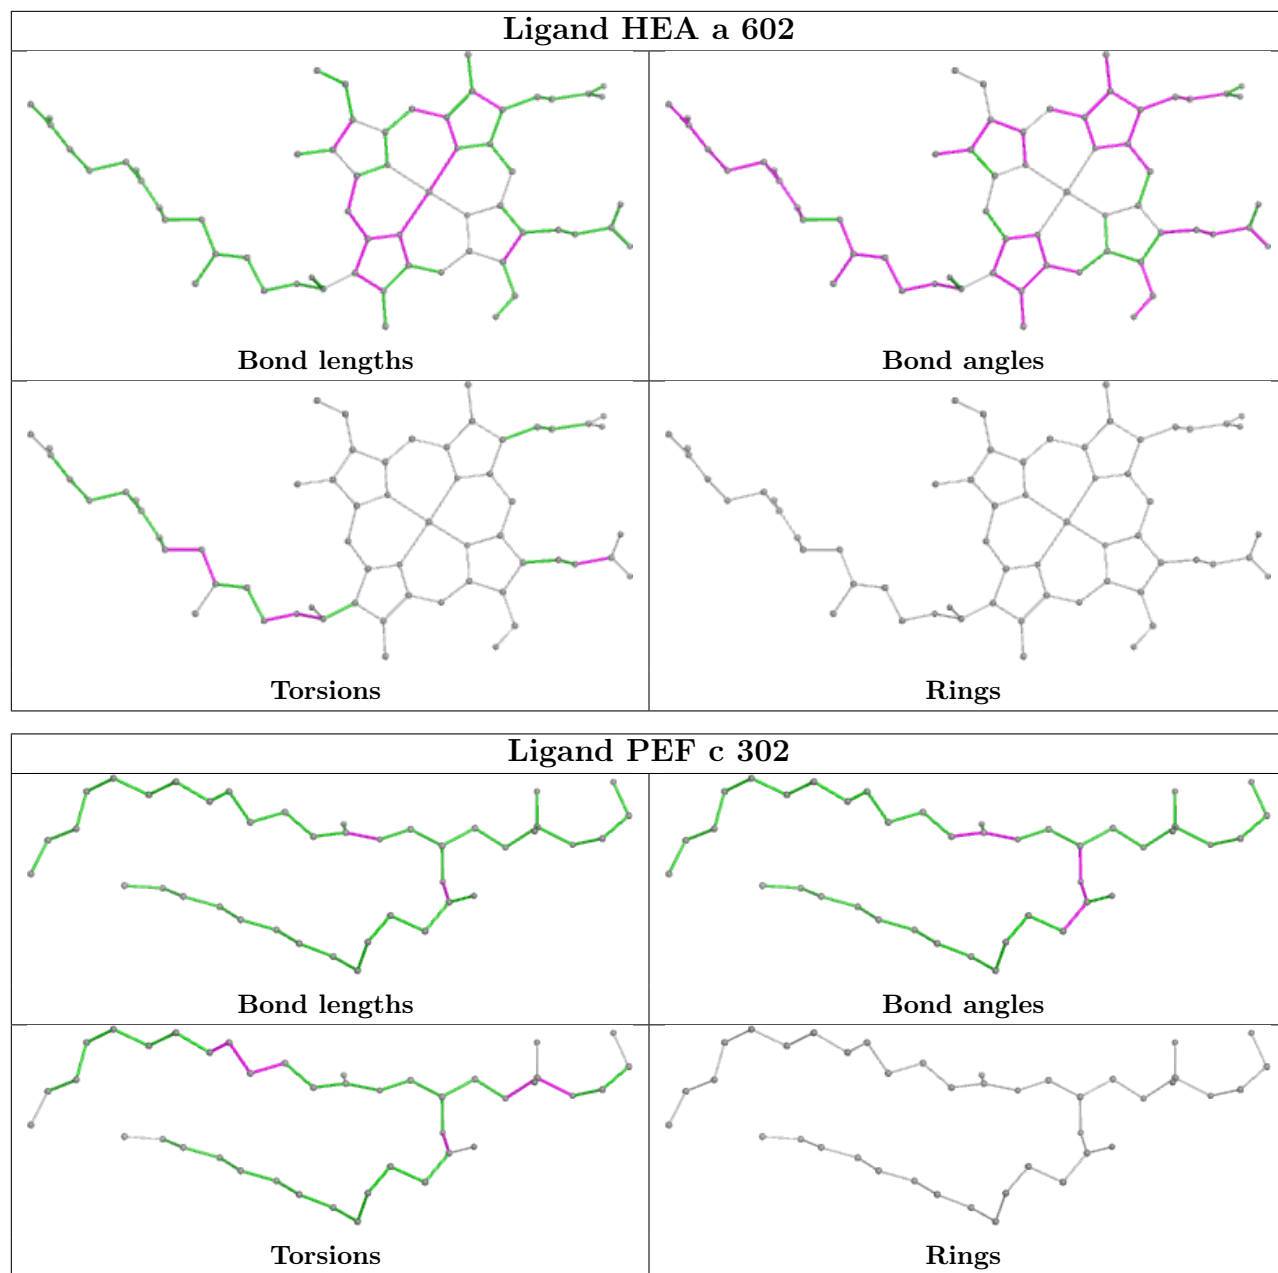 Ligand HEA a 602
Bond lengths
Bond angles
Torsions
Rings
Ligand PEF c 302
Bond lengths
Bond angles
Torsions
Rings